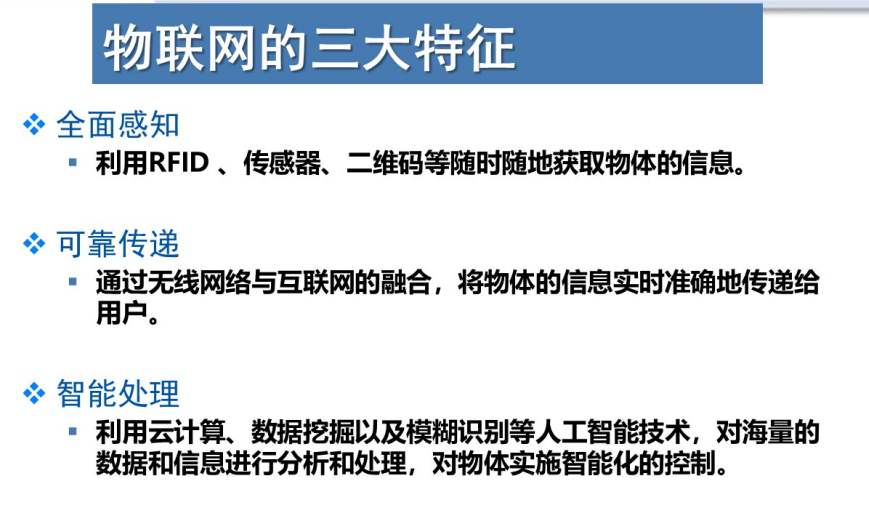 物联网的三大特征
全面感知
利用RFID 、传感器、二维码等随时随地获取物体的信息。
可靠传递
通过无线网络与互联网的融合，将物体的信息实时准确地传递给
用户。
智能处理
利用云计算、数据挖掘以及模糊识别等人工智能技术，对海量的
数据和信息进行分析和处理，对物体实施智能化的控制。